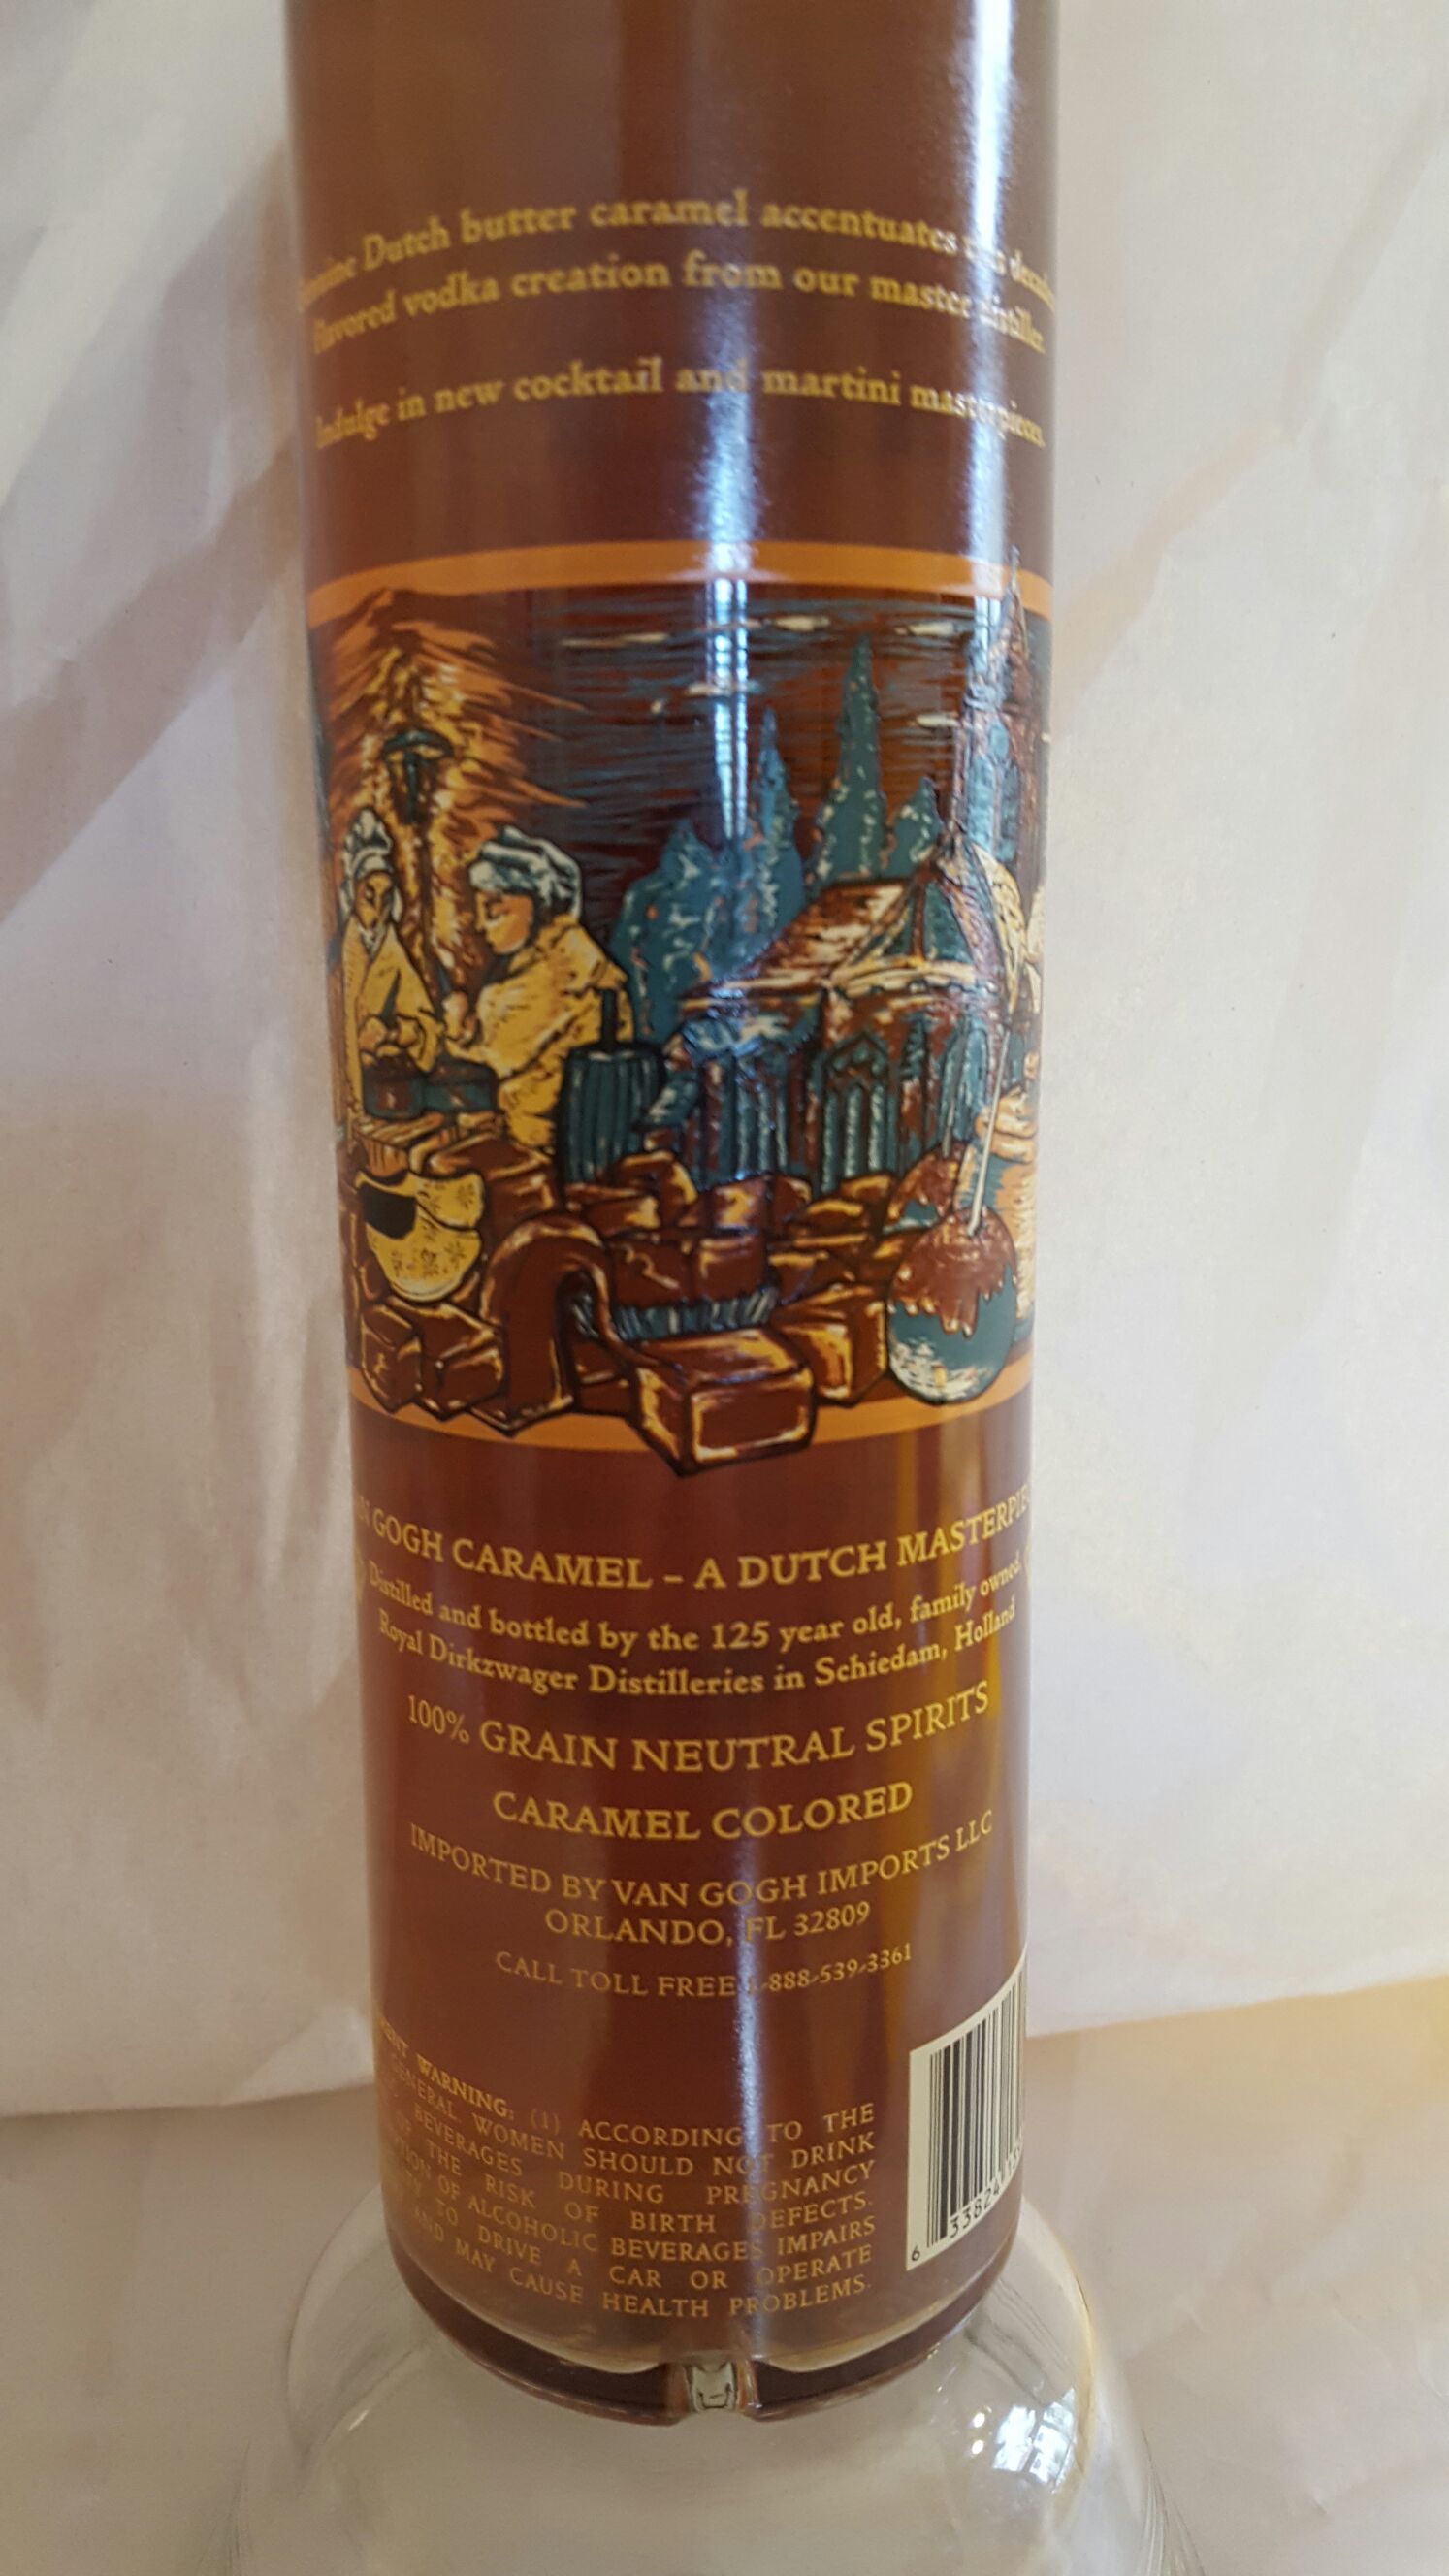 Dutch butter caramel accentuates
flavored vodka creation from our master distiller.
Indulge in new cocktail and martini masterpieces.
GOGH CARAMEL – A DUTCH
Distilled and bottled by the 125 year old, family owned,
Royal Dirkzwager Distilleries in Schiedam, Holland
100% GRAIN NEUTRAL SPIRITS
CARAMEL COLORED
IMPORTED BY VAN GOGH IMPORTS LLC
ORLANDO, FL 32809
CALL TOLL FREE 1-888-539-3361
WARNING: (1) ACCORDING TO THE
GENERAL WOMEN SHOULD NOT DRINK
BEVERAGES DURING PREGNANCY
OF THE RISK OF BIRTH DEFECTS.
OF ALCOHOLIC BEVERAGES IMPAIRS
TO DRIVE A CAR OR OPERATE
AND MAY CAUSE HEALTH PROBLEMS.
6